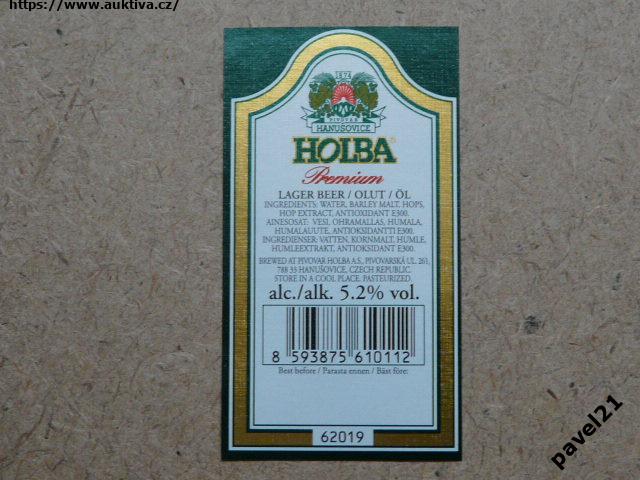 https://www.auktiva.cz/
1874
PIVOVAR
HANUŠOVICE
HOLBA
Premium
LAGER BEER / OLUT / ÖL
INGREDIENTS: WATER, BARLEY MALT, HOPS,
HOP EXTRACT, ANTIOXIDANT E300.
AINESOSAT: VESI, OHRAMALLAS, HUMALA,
HUMALAUUTE, ANTIOKSIDANTTI E300.
INGREDIENSER: VATTEN, KORNMALT, HUMLE,
HUMLEEXTRAKT, ANTIOXIDANT E300.
BREWED AT PIVOVAR HOLBA A.S., PIVOVARSKÁ UL. 261,
788 33 HANUŠOVICE, CZECH REPUBLIC.
STORE IN A COOL PLACE. PASTEURIZED.
alc./alk. 5.2% vol.
8 593875 610112
Best before / Parasta ennen / Bäst före:
62019
pavel21